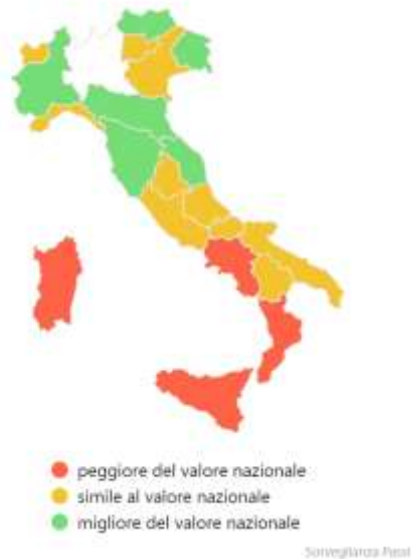 peggiore del valore nazionale
simile al valore nazionale
migliore del valore nazionale
Sorveglianza Passi